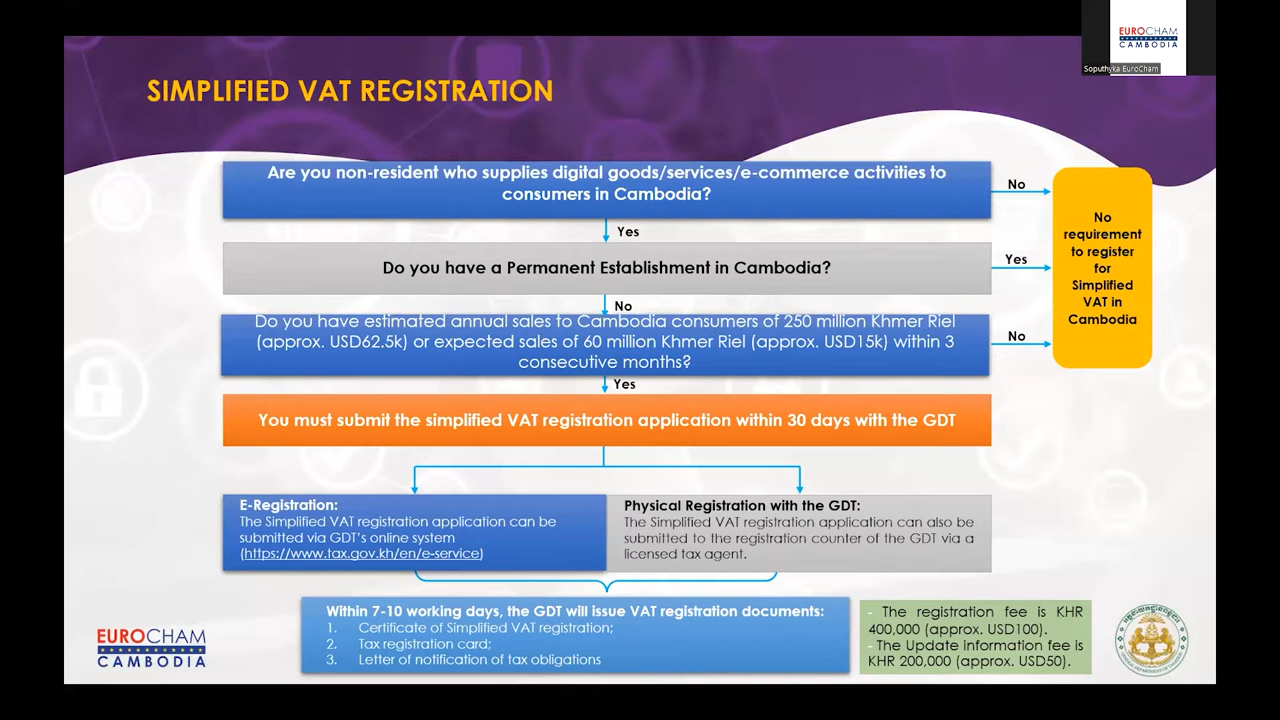 EUROCHAM
CAMBODIA
Soputhyka EuroCham
SIMPLIFIED VAT REGISTRATION
Are you non-resident who supplies digital goods/services/e-commerce activities to
consumers in Cambodia?
No
Yes
Do you have a Permanent Establishment in Cambodia?
Yes
No
Do you have estimated annual sales to Cambodia consumers of 250 million Khmer Riel
(approx. USD62.5k) or expected sales of 60 million Khmer Riel (approx. USD15k) within 3
consecutive months?
No
Yes
No
requirement
to register
for
Simplified
VAT in
Cambodia
You must submit the simplified VAT registration application within 30 days with the GDT
E-Registration:
The Simplified VAT registration application can be
submitted via GDT's online system
(https://www.tax.gov.kh/en/e-service)
Physical Registration with the GDT:
The Simplified VAT registration application can also be
submitted to the registration counter of the GDT via a
licensed tax agent.
Within 7-10 working days, the GDT will issue VAT registration documents:
1. Certificate of Simplified VAT registration;
2. Tax registration card;
3. Letter of notification of tax obligations
- The registration fee is KHR
400,000 (approx. USD100).
- The Update information fee is
KHR 200,000 (approx. USD50).
EUROCHAM
CAMBODIA